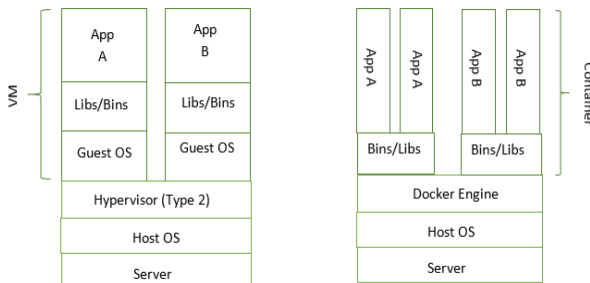 VM
App
A
App
B
Libs/Bins
Libs/Bins
Guest OS
Guest OS
Hypervisor (Type 2)
Host OS
Server
App A
App A
App B
App B
Container
Bins/Libs
Bins/Libs
Docker Engine
Host OS
Server